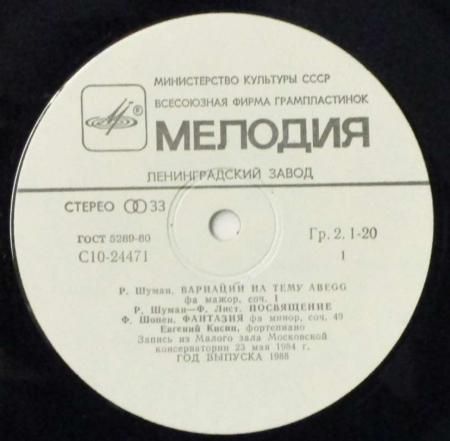 МИНИСТЕРСТВО КУЛЬТУРЫ СССР
ВСЕСОЮЗНАЯ ФИРМА ГРАМПЛАСТИНОК
МЕЛОДИЯ
ЛЕНИНГРАДСКИЙ ЗАВОД
СТЕРЕО 33
ГОСТ 5289-80
Гр. 2. 1-20
С10-24471
1
Р. Шуман. ВАРИАЦИИ НА ТЕМУ ABEGG
фа мажор, соч. 1
Р. Шуман—Ф. Лист. ПОСВЯЩЕНИЕ
Ф. Шопен. ФАНТАЗИЯ фа минор, соч. 49
Евгений Кисин, фортепиано
Запись из Малого зала Московской
консерватории 23 мая 1984 г.
ГОД ВЫПУСКА 1988